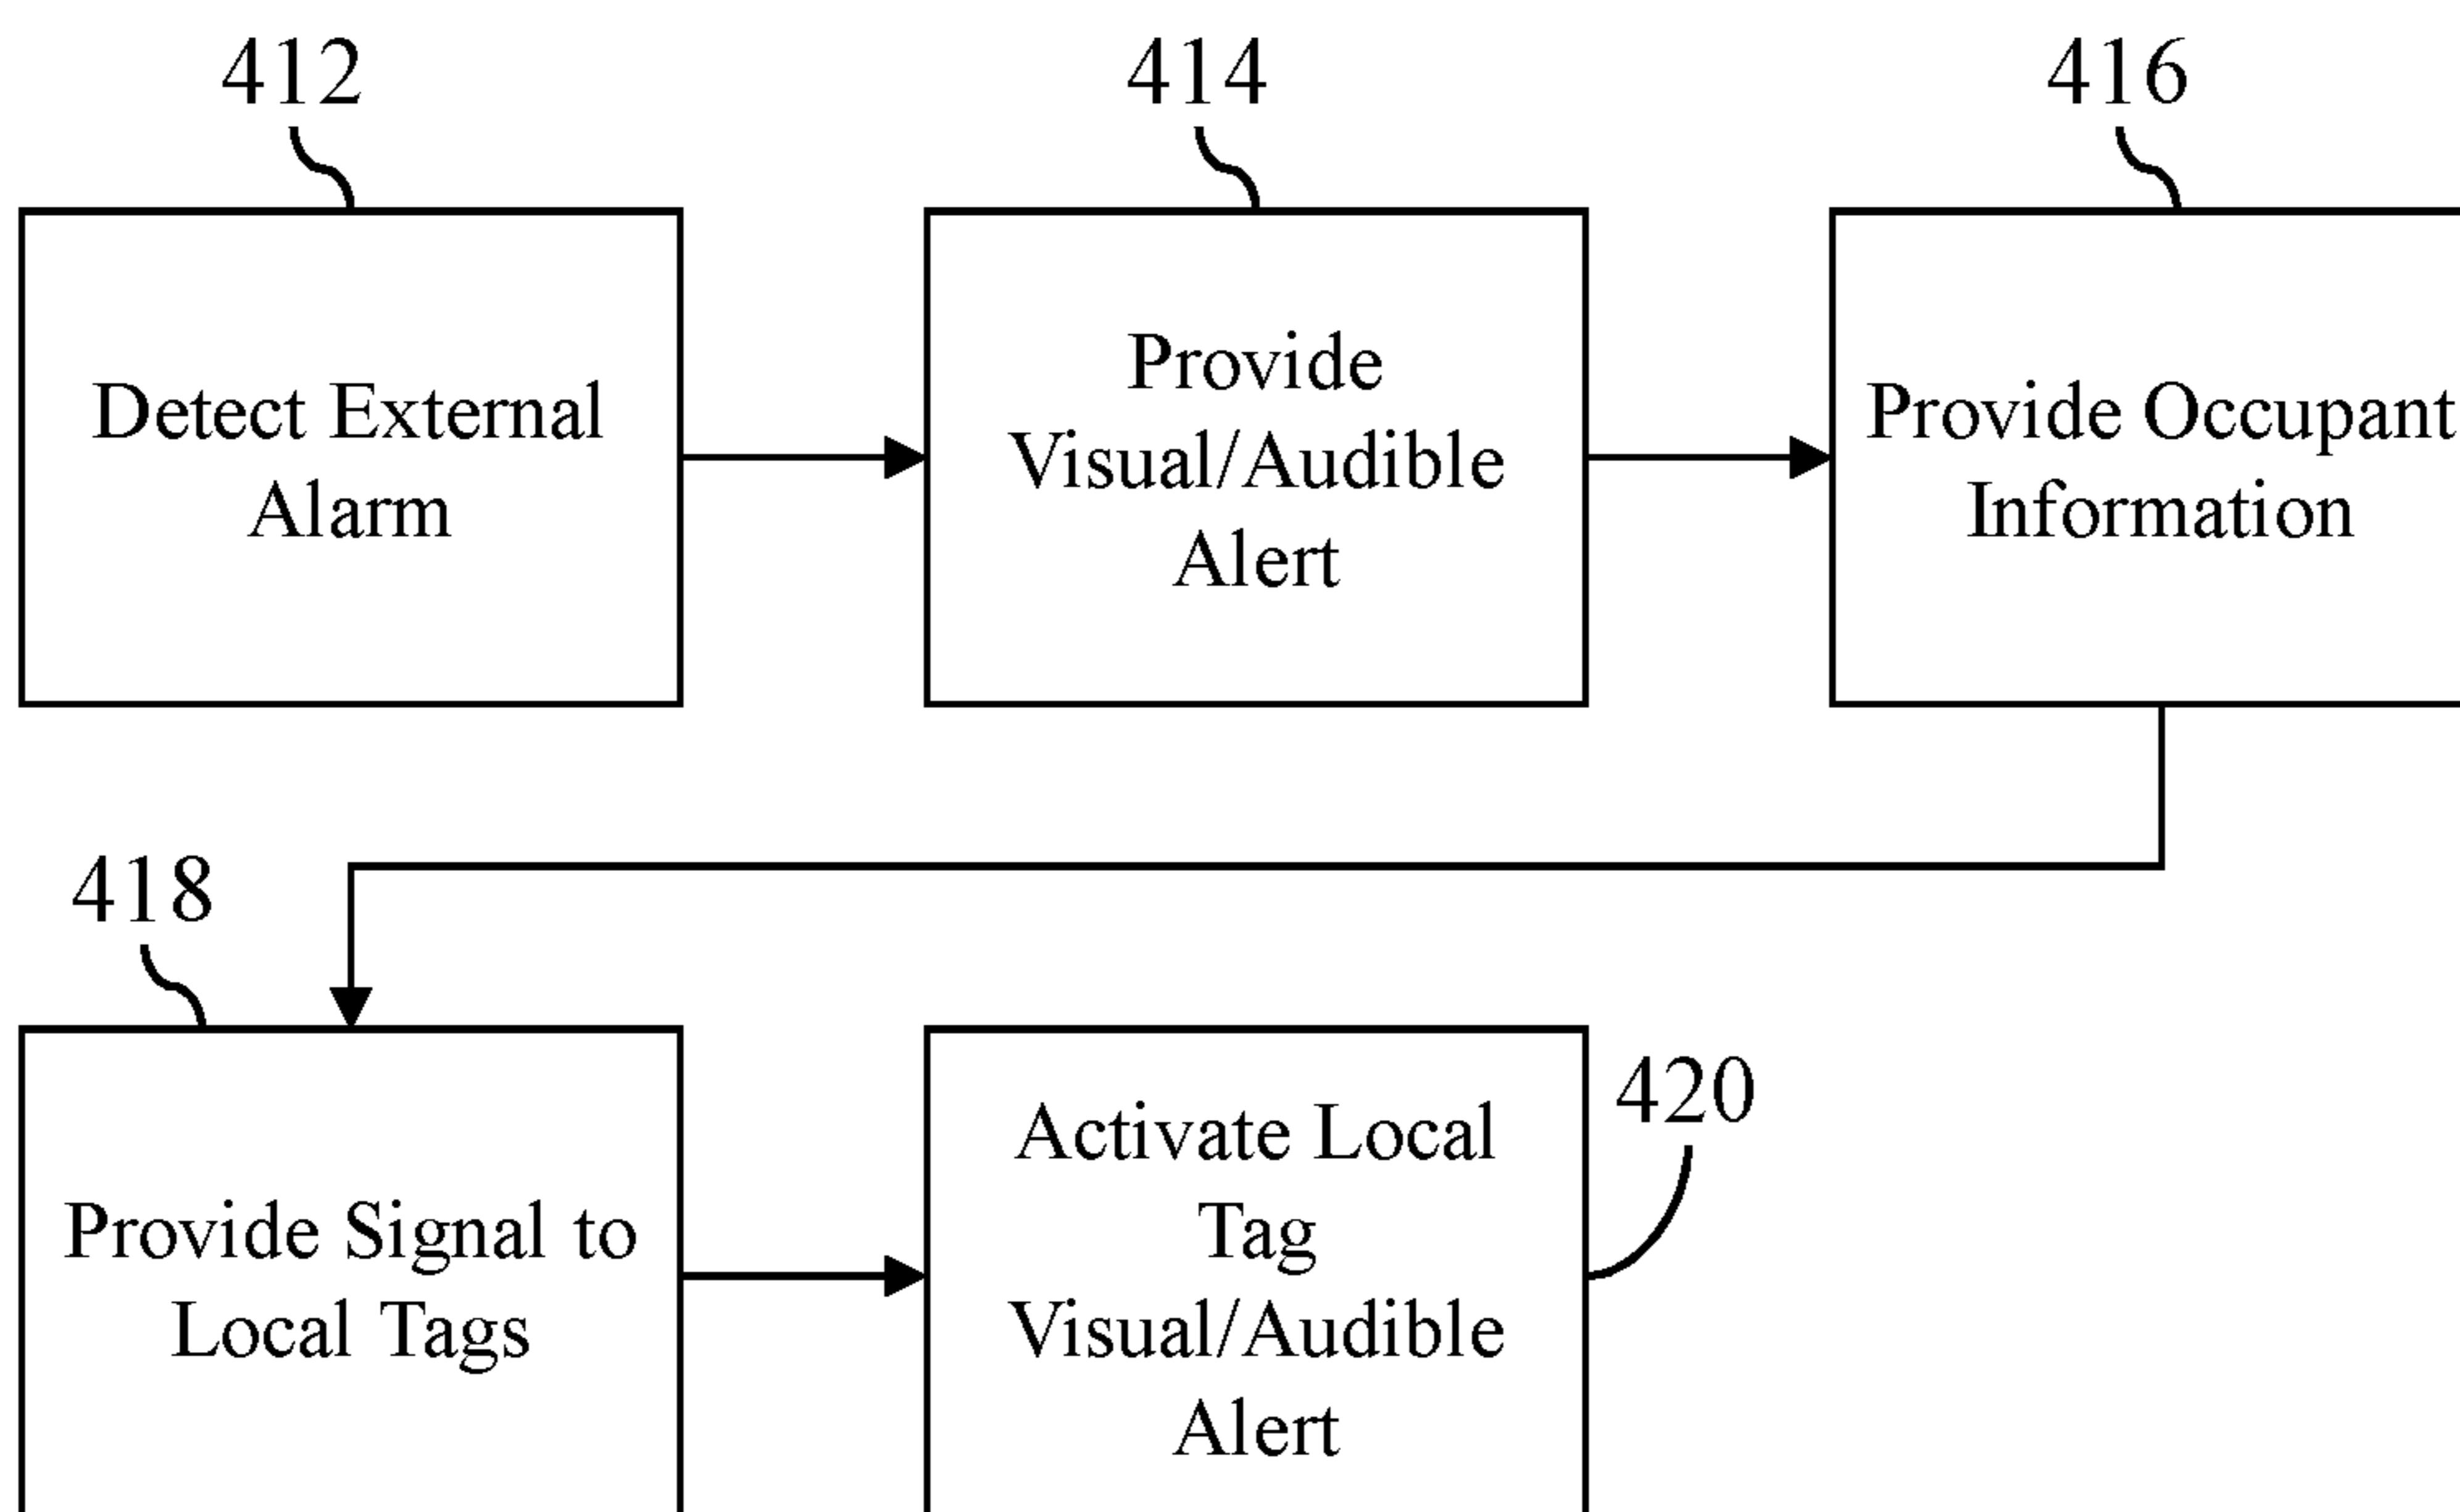 412
414
416
Detect External
Alarm
Provide
Visual/Audible
Alert
Provide Occupant
Information
418
Provide Signal to
Local Tags
Activate Local
Tag
Visual/Audible
Alert
420